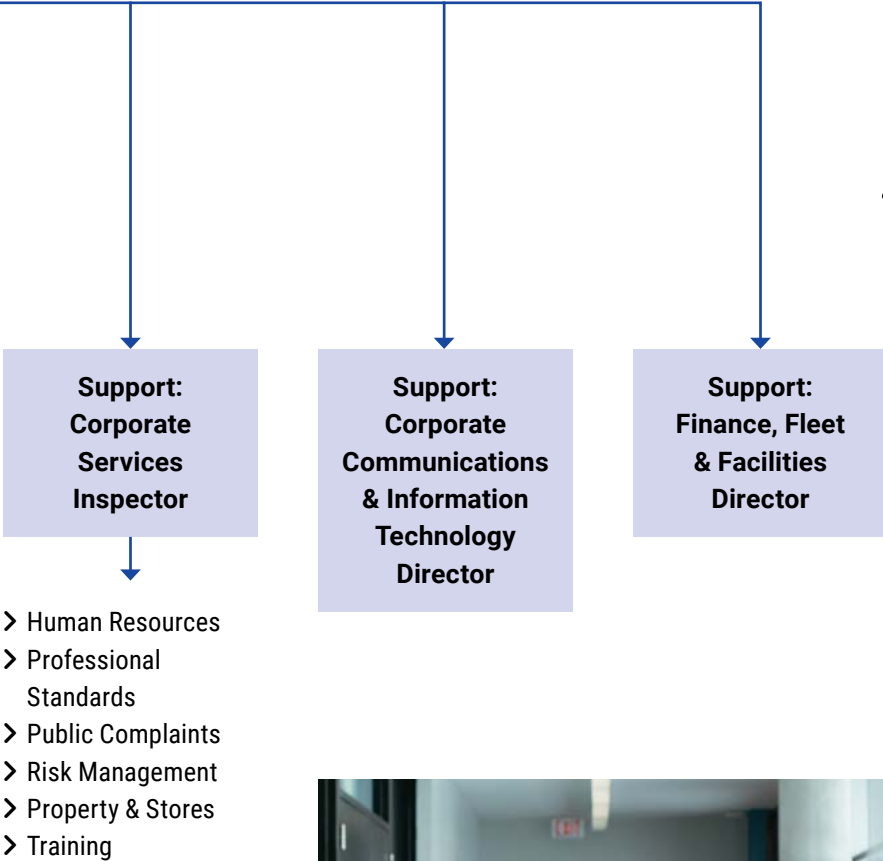 Support:
Corporate
Services
Inspector
Support:
Corporate
Communications
& Information
Technology
Director
Support:
Finance, Fleet
& Facilities
Director
Human Resources
Professional
Standards
Public Complaints
Risk Management
Property & Stores
Training
EXIT